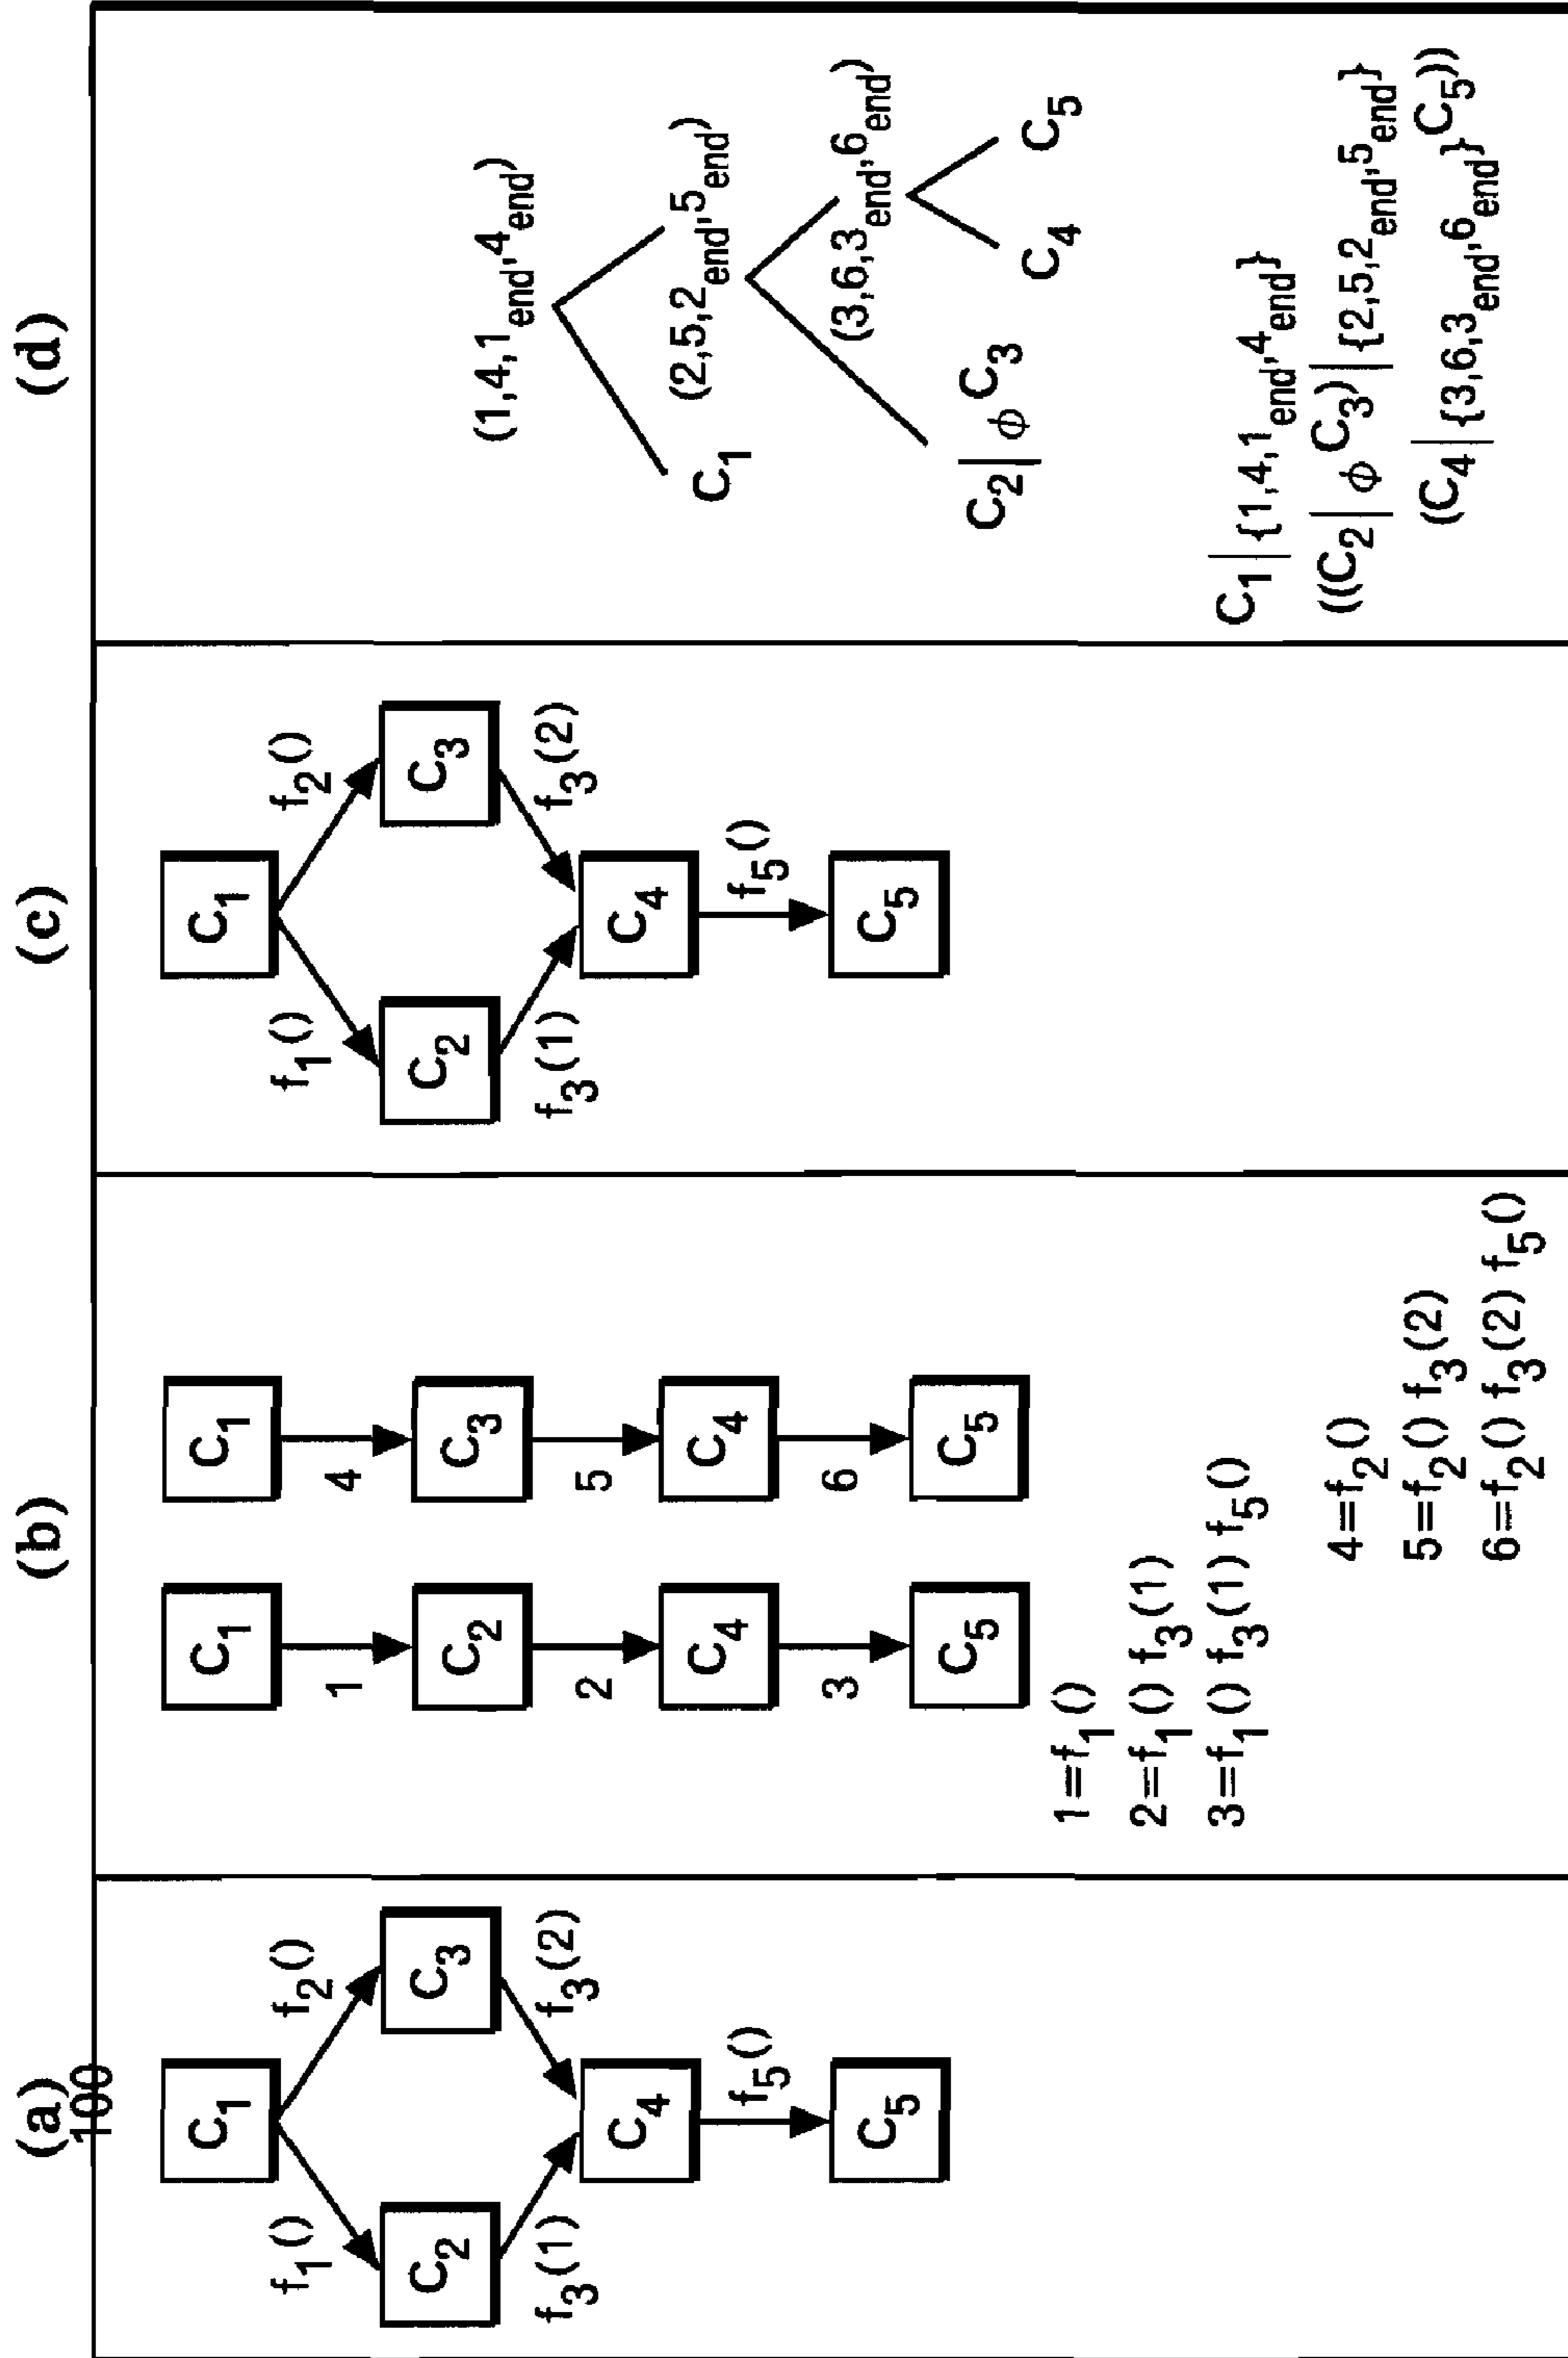 (a)
100
C1
f1()
f2()
C2
C3
f3(1)
f3(2)
C4
f5()
C5
(b)
C1
C1
1
4
C2
C3
2
5
C4
C4
3
6
C5
C5
1=f1()
2=f1() f3(1)
3=f1() f3(1) f5()
4=f2()
5=f2() f3(2)
6=f2() f3(2) f5()
(c)
C1
f1()
f2()
C2
C3
f3(1)
f3(2)
C4
f5()
C5
(d)
(1,4,1end,4end)
C1
(2,5,2end,5end)
C2| ϕ C3
(3,6,3end,6end)
C4
C5
C1|{1,4,1end,4end}
((C2| ϕ C3)|{2,5,2end,5end}
(C4|{3,6,3end,6end} C5))